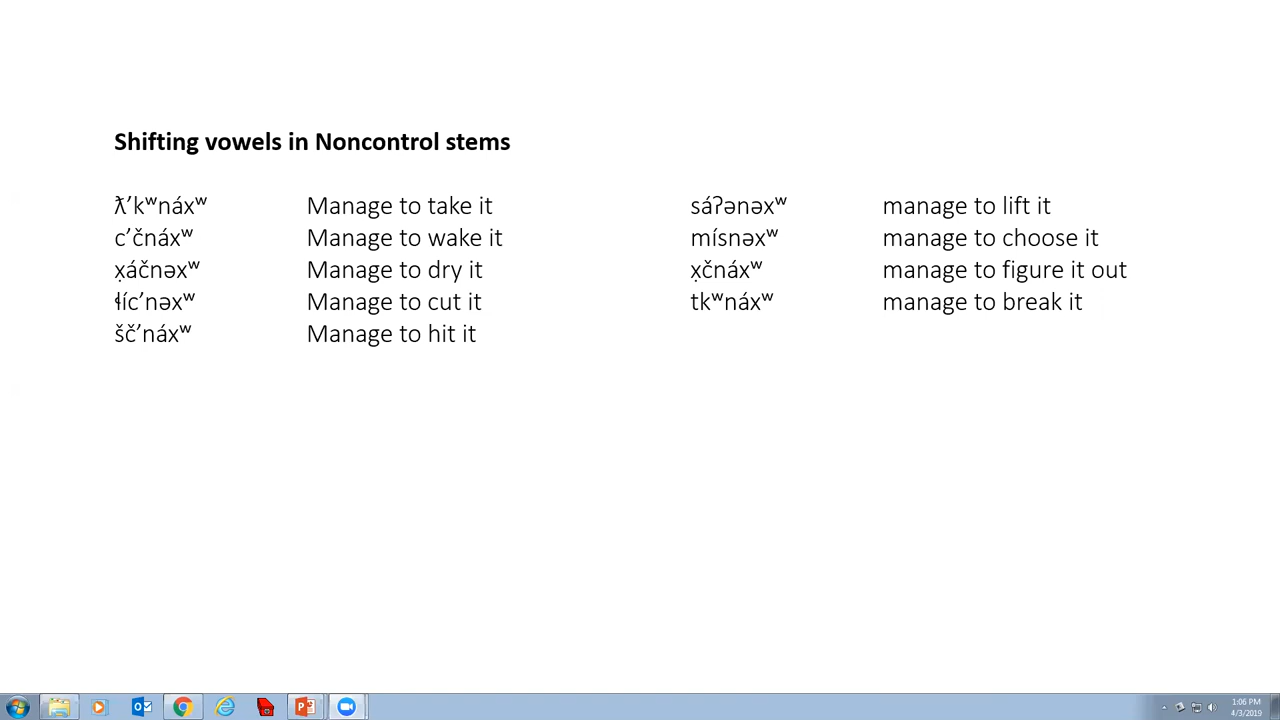 Shifting vowels in Noncontrol stems
ƛ’kʷnáxʷ Manage to take it
c’čnáxʷ Manage to wake it
x̣áčnəxʷ Manage to dry it
ɬíc’nəxʷ Manage to cut it
šč’náxʷ Manage to hit it
sáʔənəxʷ manage to lift it
mísnəxʷ manage to choose it
x̣čnáxʷ manage to figure it out
tkʷnáxʷ manage to break it
1:06 PM
4/3/2019